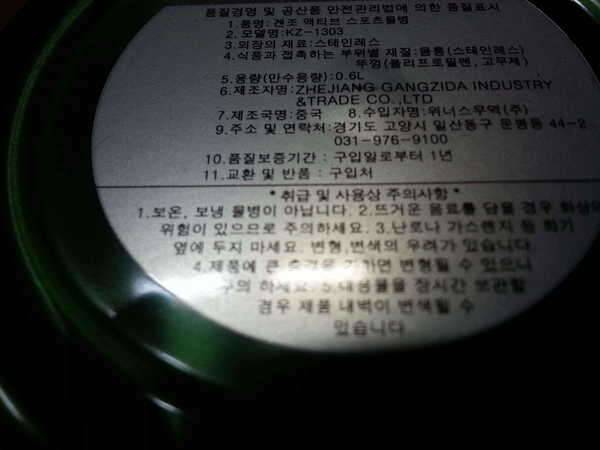 품질경영 및 공산품 안전관리법에 의한 품질표시
1.품명:겐조 액티브 스포츠물병
2.모델명:KZ-1303
3.외장의 재료:스테인레스
4.식품과 접촉하는 부위별 재질:몸통(스테인레스)
뚜껑(폴리프로필렌, 고무제)
5.용량(만수용량):0.6L
6.제조자명:ZHEJIANG GANGZIDA INDUSTRY
&TRADE CO.,LTD
7.제조국명:중국 8.수입자명:위너스무역(주)
9.주소 및 연락처:경기도 고양시 일산동구 문봉동 44-2
031-976-9100
10.품질보증기간 : 구입일로부터 1년
11.교환 및 반품 : 구입처
* 취급 및 사용상 주의사항 *
1.보온, 보냉 물병이 아닙니다. 2.뜨거운 음료를 담을 경우 화상의
위험이 있으므로 주의하세요. 3.난로나 가스렌지 등 화기
옆에 두지 마세요. 변형,변색의 우려가 있습니다.
4.제품에 큰 충격을 가하면 변형될 수 있으니
주의 하세요. 5.내용물을 장시간 보관할
경우 제품 내벽이 변색될 수
있습니다